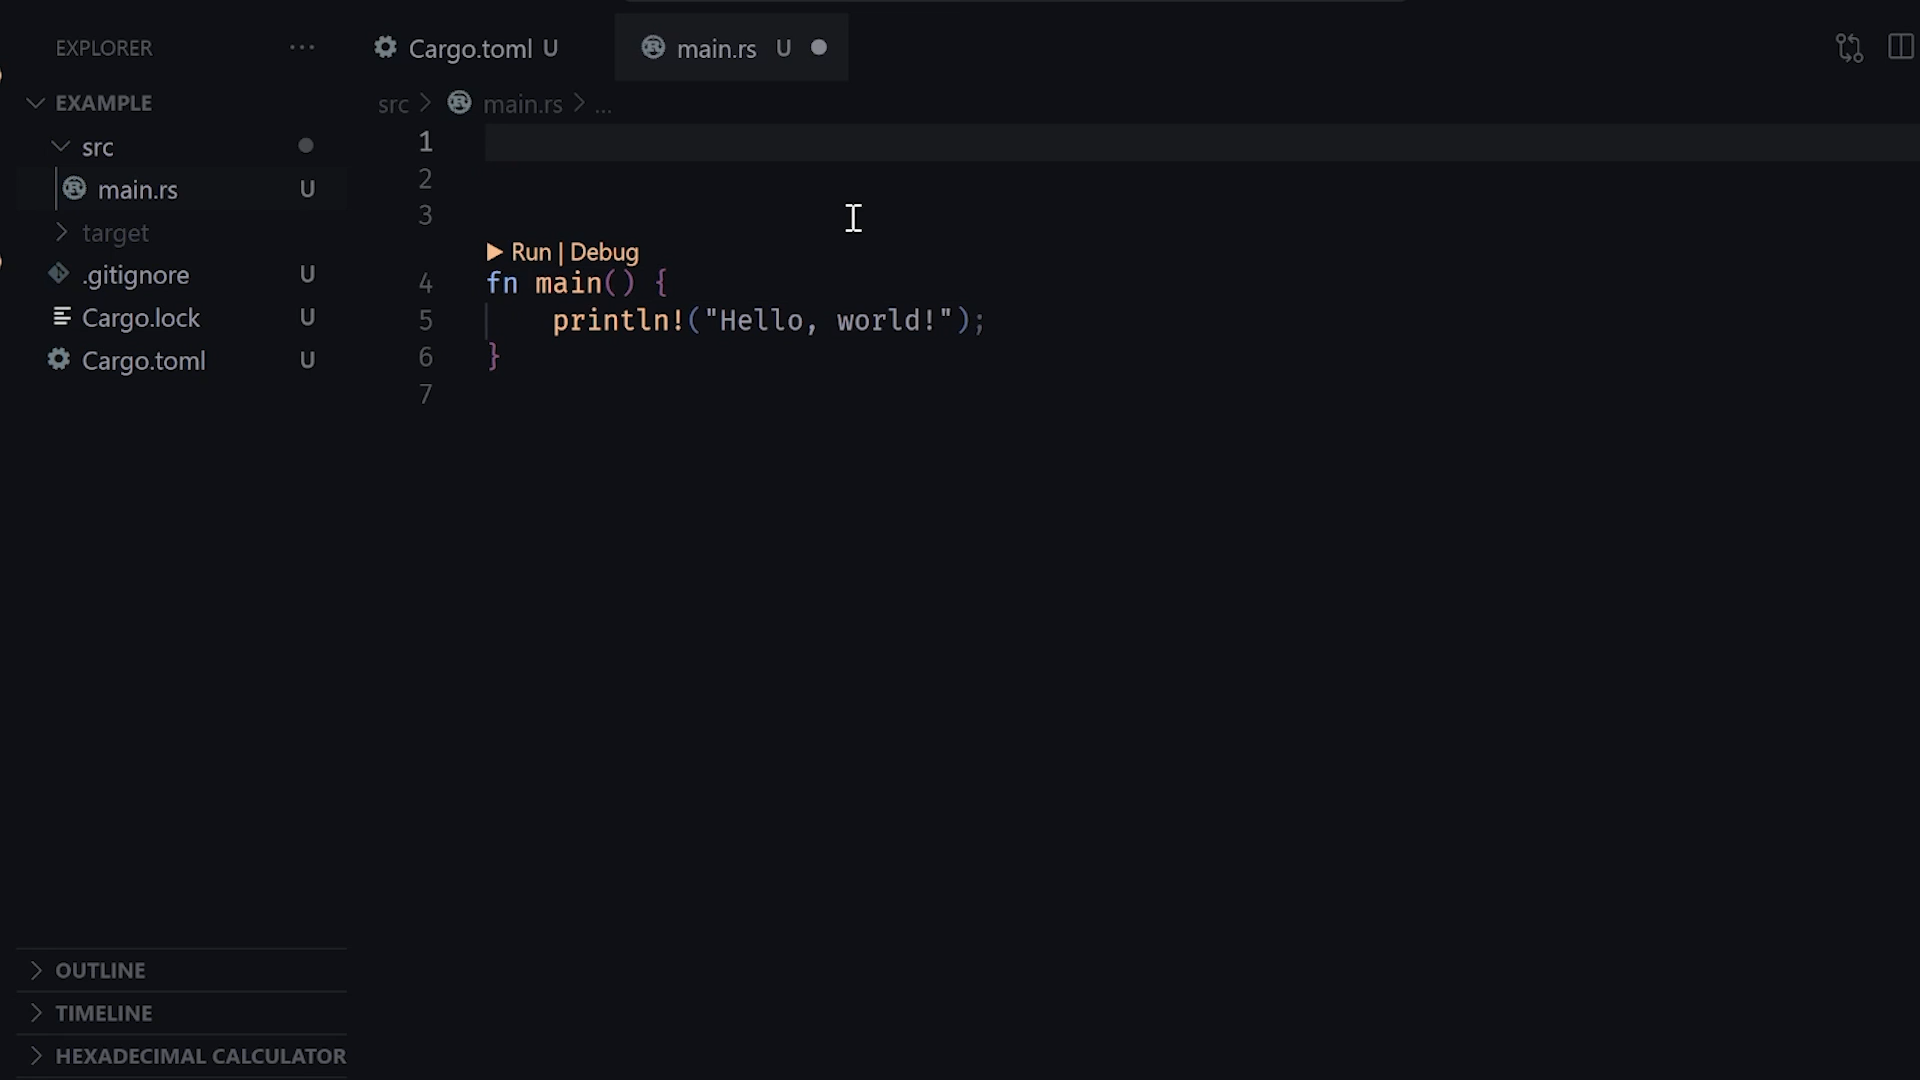 EXPLORER ...
EXAMPLE
src
main.rs U
target
.gitignore U
Cargo.lock U
Cargo.toml U
OUTLINE
TIMELINE
HEXADECIMAL CALCULATOR
Cargo.toml U
main.rs U
src > main.rs > ...
1
2
3
Run | Debug
4 fn main() {
5 println!("Hello, world!");
6 }
7